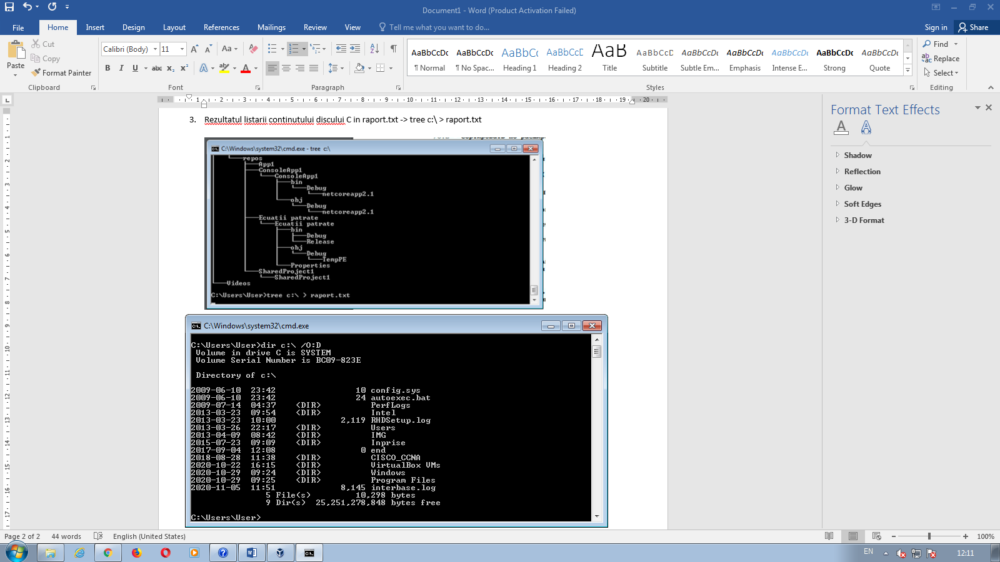 Document1 - Word (Product Activation Failed)
File Home Insert Design Layout References Mailings Review View Tell me what you want to do... Sign in Share
Paste
Cut
Copy
Format Painter
Clipboard
Calibri (Body) 11
Font
Paragraph
AaBbCcDc AaBbCcDc AaBbCc AaBbCcD AaB AaBbCcD AaBbCcDc AaBbCcDc AaBbCcDc AaBbCcDc AaBbCcDc
¶ Normal ¶ No Spac... Heading 1 Heading 2 Title Subtitle Subtle Em... Emphasis Intense E... Strong Quote
Styles
Find
Replace
Select
Editing
3. Rezultatul listarii continutului discului C in raport.txt -> tree c:\ > raport.txt
C:\Windows\system32\cmd.exe - tree c:\
repos
App1
ConsoleApp1
ConsoleApp1
bin
Debug
netcoreapp2.1
obj
Debug
netcoreapp2.1
Ecuatii patrate
Ecuatii patrate
bin
Debug
Release
obj
Debug
TempPE
Properties
SharedProject1
SharedProject1
Videos
C:\Users\User>tree c:\ > raport.txt
C:\Windows\system32\cmd.exe
C:\Users\User>dir c:\ /O:D
Volume in drive C is SYSTEM
Volume Serial Number is BC09-823E
Directory of c:\
2009-06-10 23:42 10 config.sys
2009-06-10 23:42 24 autoexec.bat
2009-07-14 04:37 <DIR> PerfLogs
2013-03-23 09:54 <DIR> Intel
2013-03-23 10:00 2,119 RHDSetup.log
2013-03-26 22:17 <DIR> Users
2013-04-09 08:42 <DIR> IMG
2015-07-23 09:09 <DIR> Inprise
2017-09-04 12:08 0 end
2018-08-28 11:38 <DIR> CISCO_CCNA
2020-10-22 16:15 <DIR> VirtualBox VMs
2020-10-29 09:24 <DIR> Windows
2020-10-29 09:25 <DIR> Program Files
2020-11-05 11:51 8,145 interbase.log
5 File(s) 10,298 bytes
9 Dir(s) 25,251,278,848 bytes free
C:\Users\User>
Format Text Effects
Shadow
Reflection
Glow
Soft Edges
3-D Format
Page 2 of 2 44 words English (United States) 100%
EN 12:11